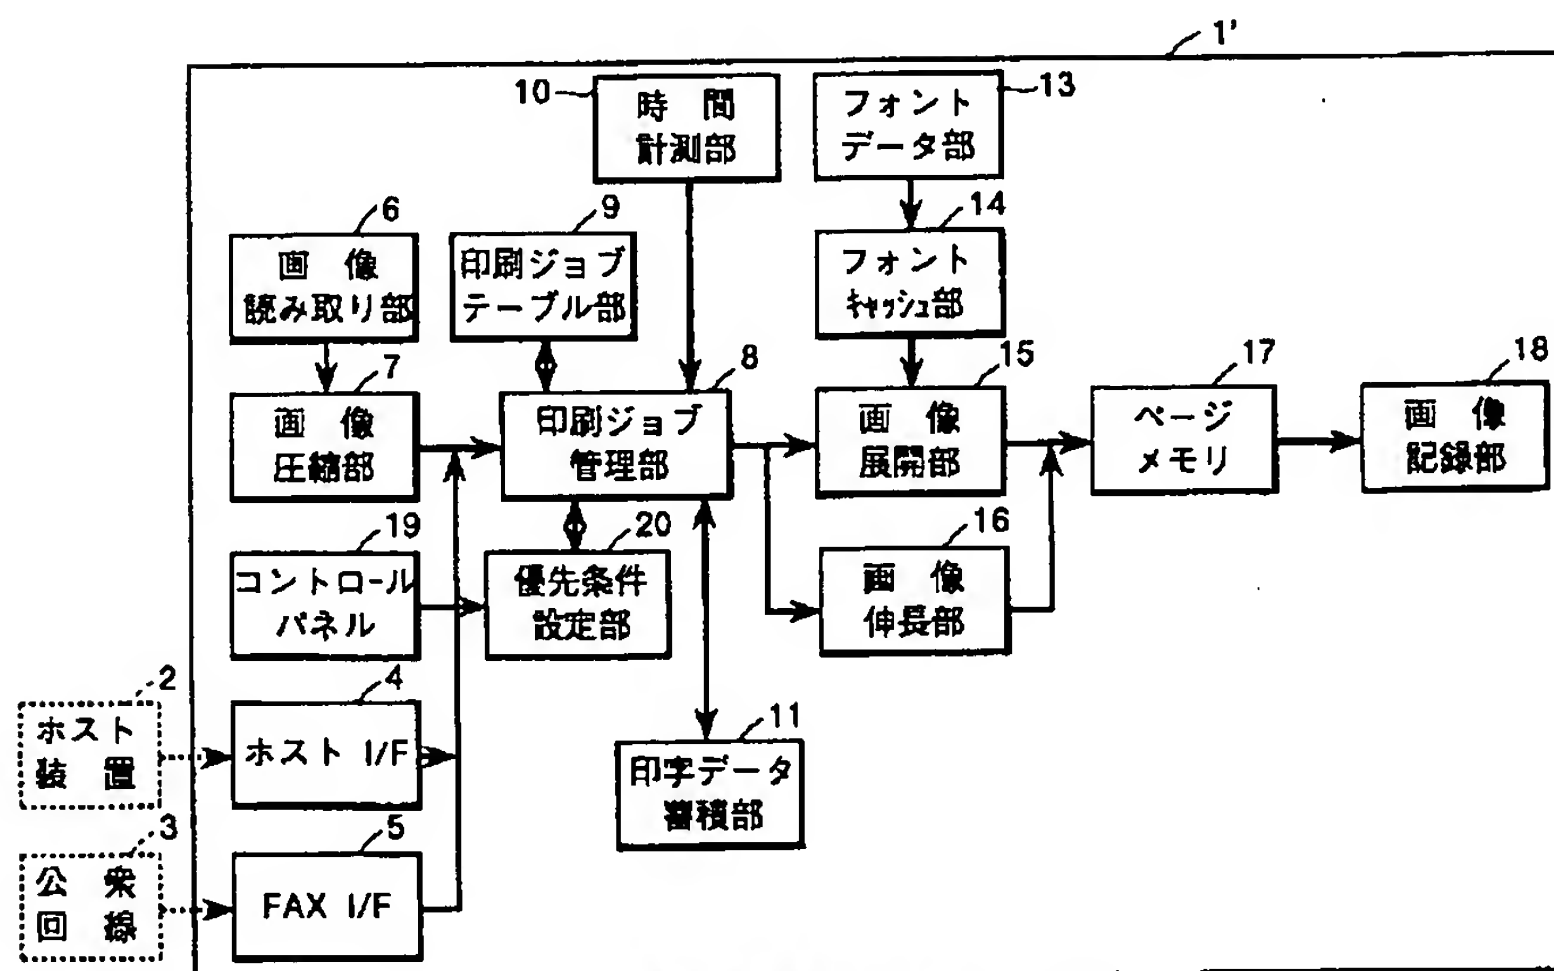 1'
10
時間
計測部
13
フォント
データ部
6
画像
読み取り部
9
印刷ジョブ
テーブル部
14
フォント
キャッシュ部
7
画像
圧縮部
8
印刷ジョブ
管理部
15
画像
展開部
17
ページ
メモリ
18
画像
記録部
19
コントロール
パネル
20
優先条件
設定部
16
画像
伸長部
2
ホスト
装置
4
ホスト I/F
11
印字データ
蓄積部
3
公衆
回線
5
FAX I/F